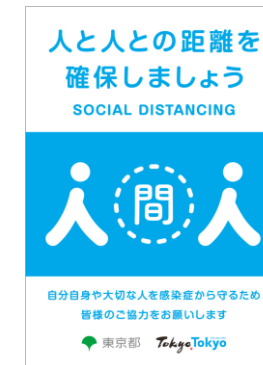 人と人との距離を
確保しましょう
SOCIAL DISTANCING
人 間 人
自分自身や大切な人を感染症から守るため
皆様のご協力をお願いします
東京都 Tokyo Tokyo